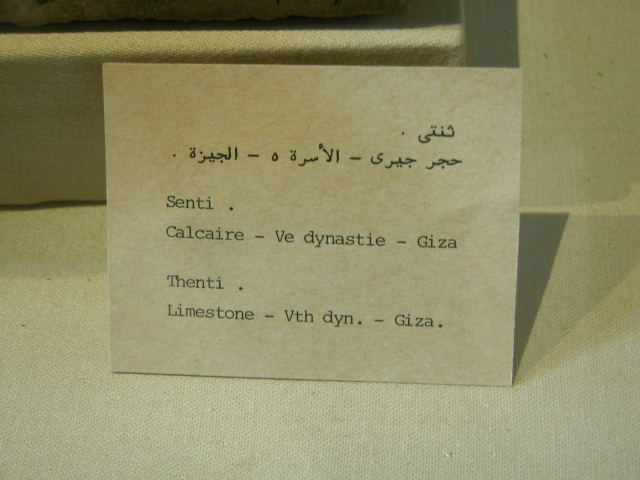 ثنتى .
حجر جيرى - الأسرة ٥ - الجيزة .
Senti .
Calcaire - Ve dynastie - Giza
Thenti .
Limestone - Vth dyn. - Giza.